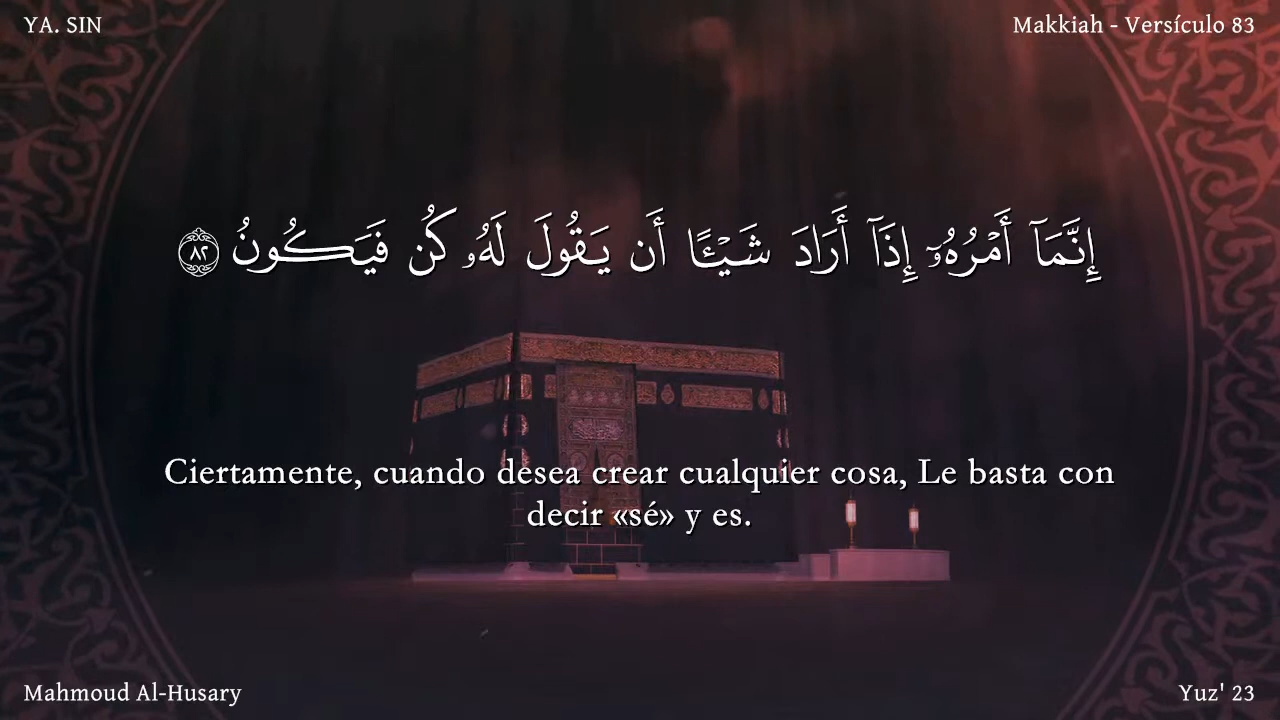 YA. SIN
Makkiah - Versículo 83
إِنَّمَآ أَمْرُهُۥٓ إِذَآ أَرَادَ شَيْـًٔا أَن يَقُولَ لَهُۥ كُن فَيَكُونُ ٨٢
Ciertamente, cuando desea crear cualquier cosa, Le basta con
decir «sé» y es.
Mahmoud Al-Husary
Yuz' 23